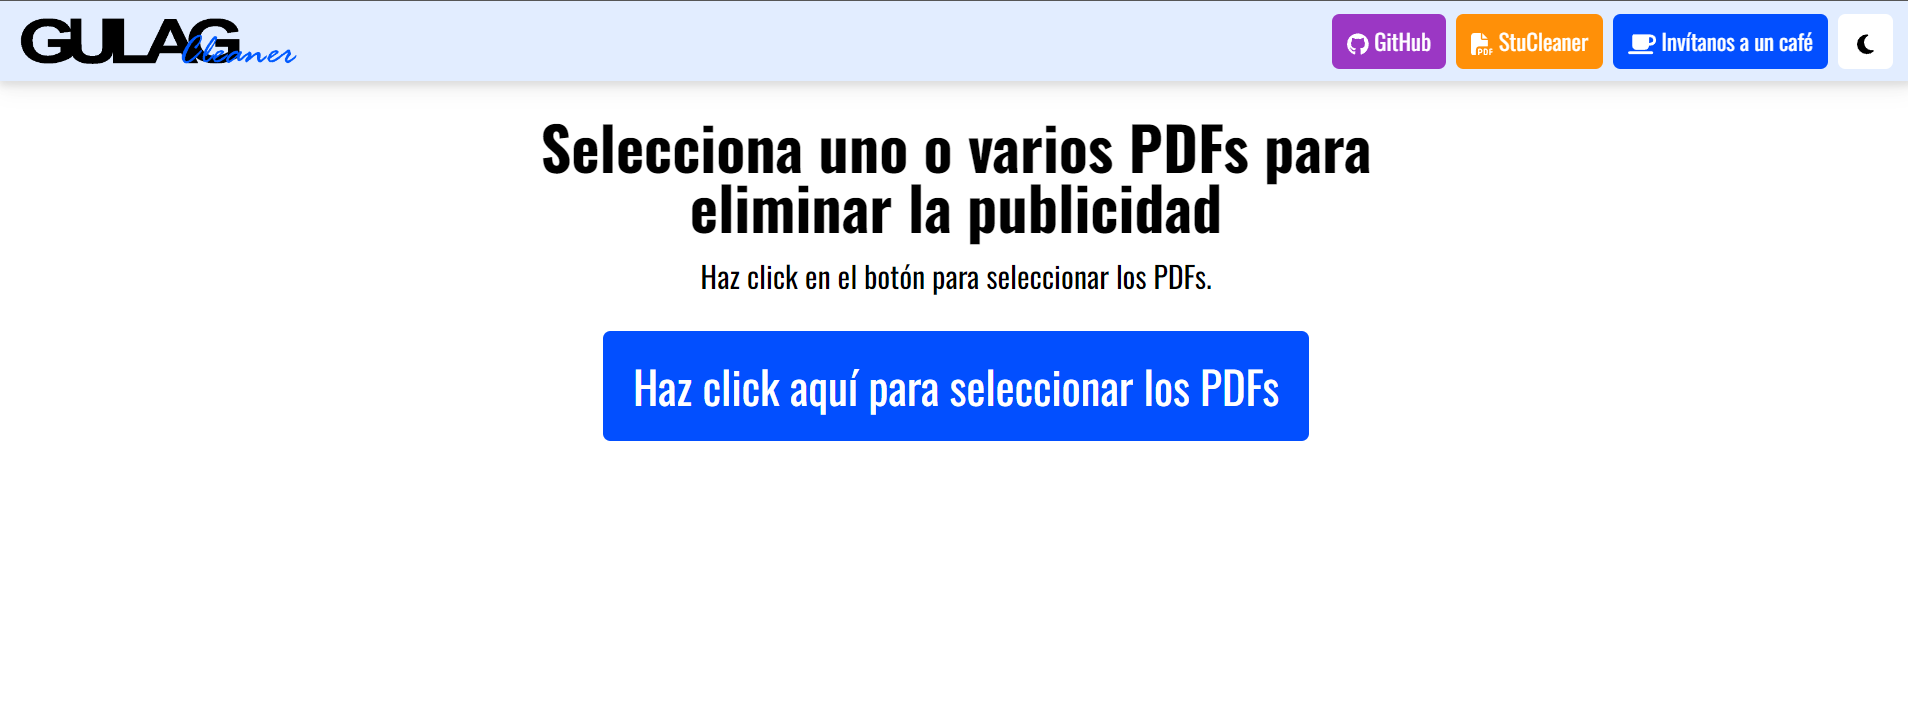 GULAG Cleaner
GitHub
StuCleaner
Invítanos a un café
Selecciona uno o varios PDFs para
eliminar la publicidad
Haz click en el botón para seleccionar los PDFs.
Haz click aquí para seleccionar los PDFs